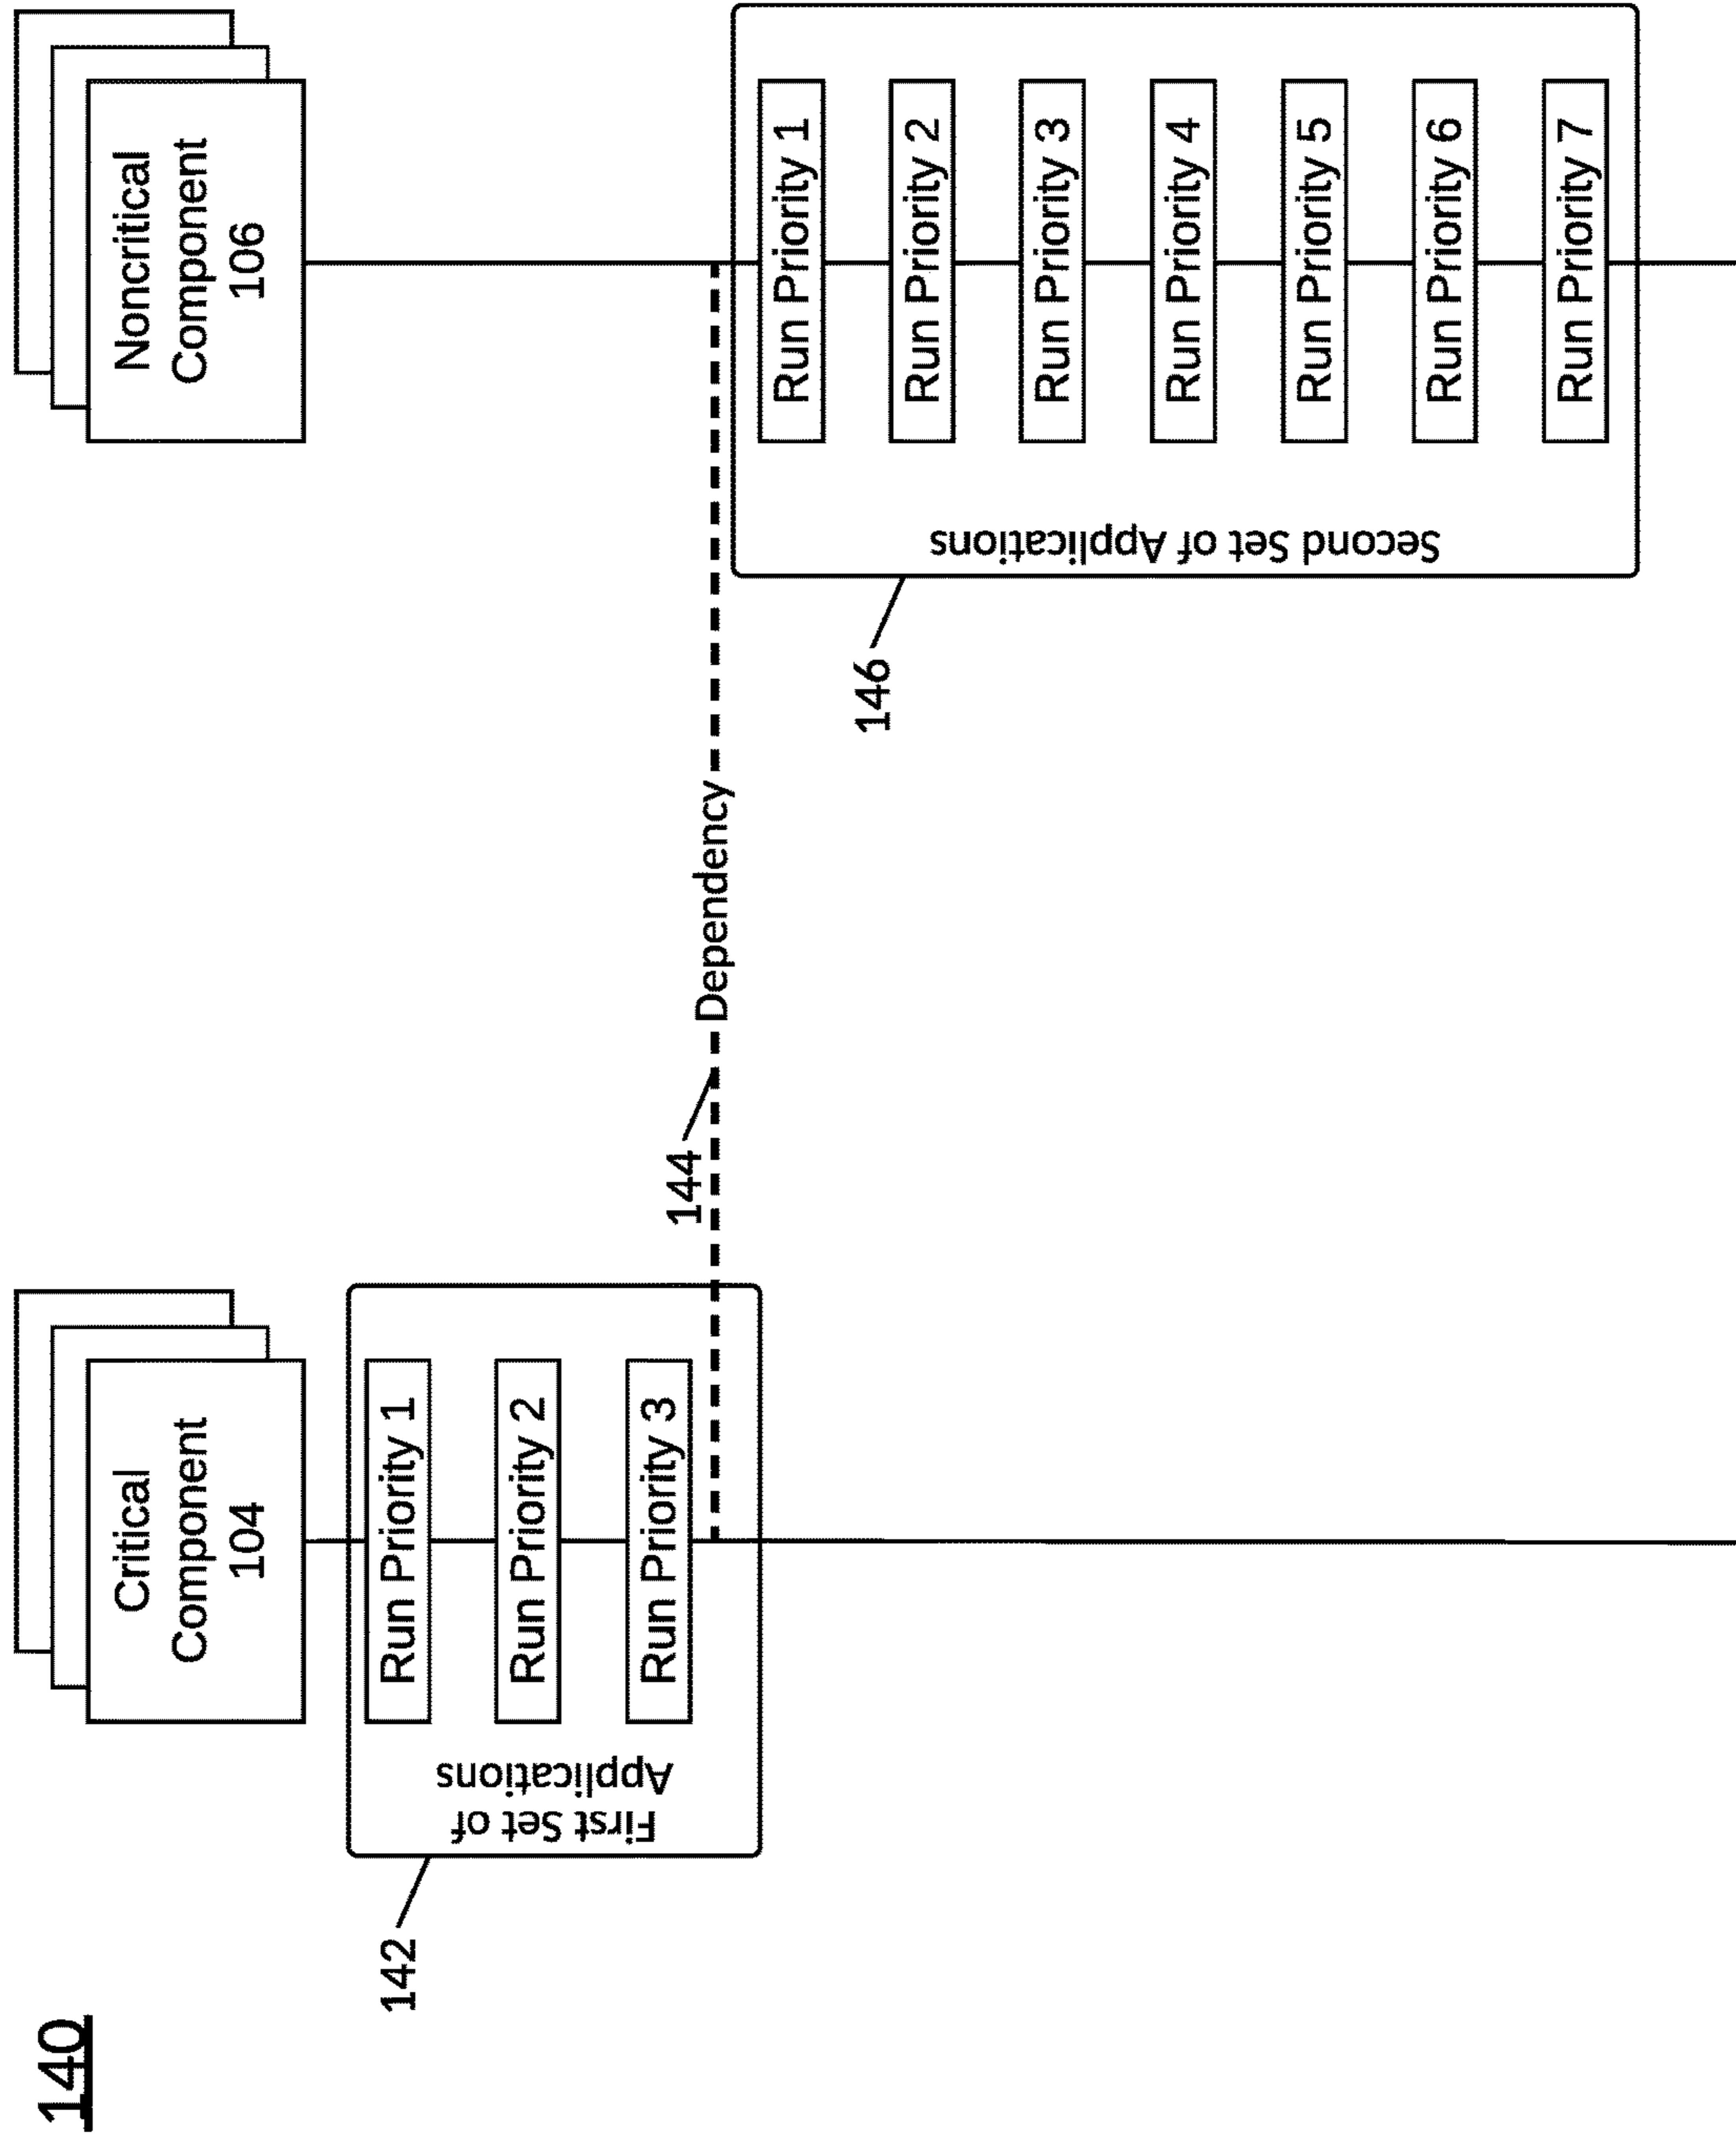 140
Critical
Component
104
Noncritical
Component
106
142
First Set of
Applications
Run Priority 1
Run Priority 2
Run Priority 3
144
Dependency
146
Second Set of Applications
Run Priority 1
Run Priority 2
Run Priority 3
Run Priority 4
Run Priority 5
Run Priority 6
Run Priority 7